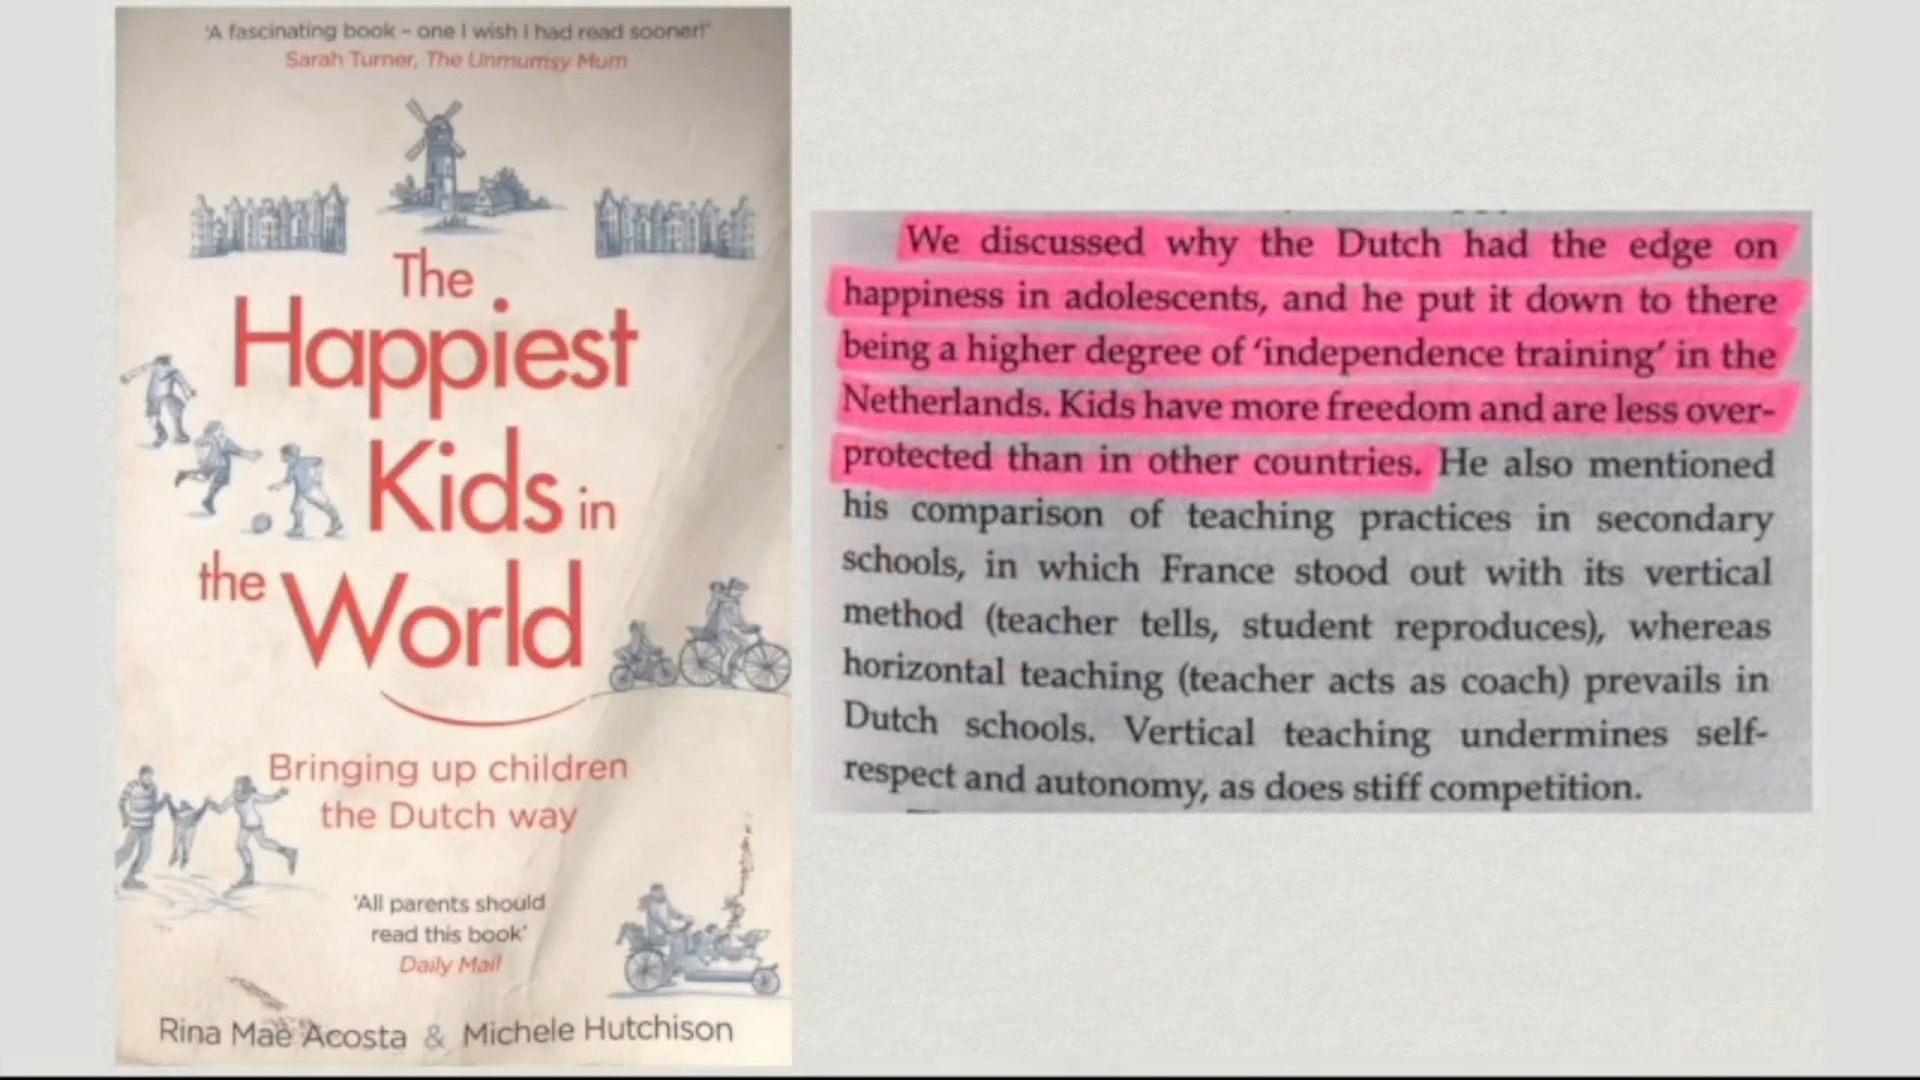 'A fascinating book – one I wish I had read sooner!'
Sarah Turner, The Unmumsy Mum
The
Happiest
Kids in
the World
Bringing up children
the Dutch way
'All parents should
read this book'
Daily Mail
Rina Mae Acosta & Michele Hutchison
We discussed why the Dutch had the edge on
happiness in adolescents, and he put it down to there
being a higher degree of 'independence training' in the
Netherlands. Kids have more freedom and are less over-
protected than in other countries. He also mentioned
his comparison of teaching practices in secondary
schools, in which France stood out with its vertical
method (teacher tells, student reproduces), whereas
horizontal teaching (teacher acts as coach) prevails in
Dutch schools. Vertical teaching undermines self-
respect and autonomy, as does stiff competition.